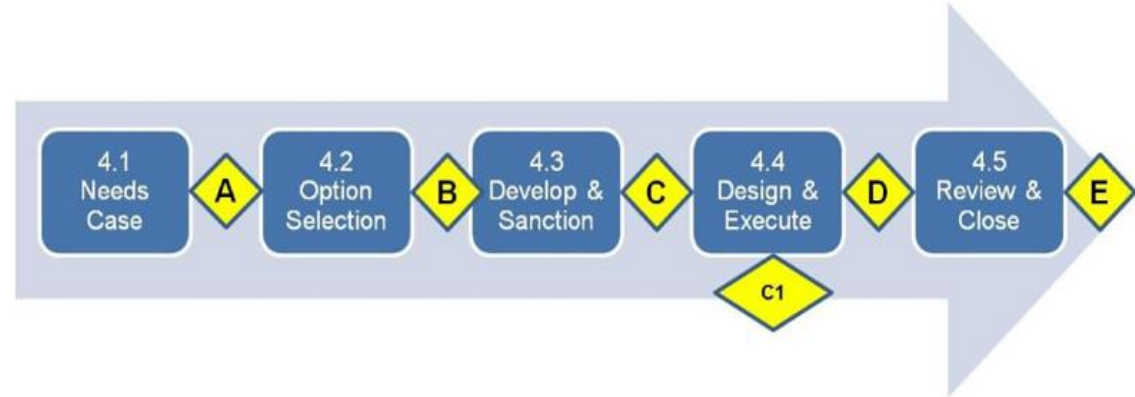 4.1
Needs
Case
A
4.2
Option
Selection
B
4.3
Develop &
Sanction
C
4.4
Design &
Execute
C1
D
4.5
Review &
Close
E